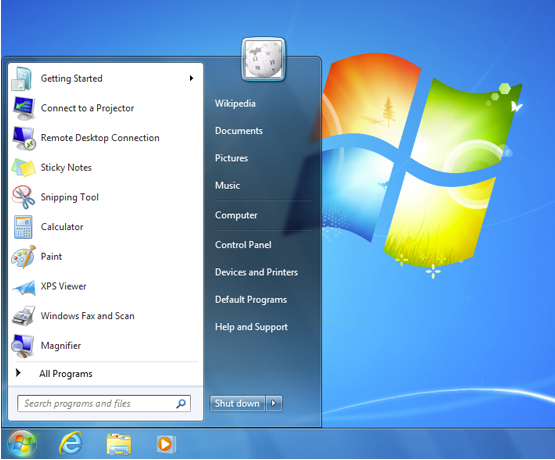 Getting Started
Connect to a Projector
Remote Desktop Connection
Sticky Notes
Snipping Tool
Calculator
Paint
XPS Viewer
Windows Fax and Scan
Magnifier
All Programs
Search programs and files
Wikipedia
Documents
Pictures
Music
Computer
Control Panel
Devices and Printers
Default Programs
Help and Support
Shut down